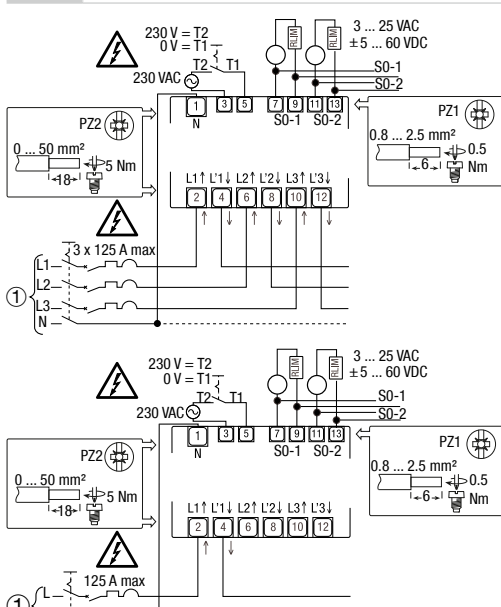 230 V = T2
0 V = T1
T2 T1
230 VAC
RLIM RLIM
3 ... 25 VAC
± 5 ... 60 VDC
S0-1
S0-2
1 3 5 7 9 11 13
N S0-1 S0-2
PZ2
0 ... 50 mm²
18
5 Nm
PZ1
0.8 ... 2.5 mm²
6
0.5
Nm
L1↑ L'1↓ L2↑ L'2↓ L3↑ L'3↓
2 4 6 8 10 12
3 x 125 A max
L1
L2
L3
N
1
230 V = T2
0 V = T1
T2 T1
230 VAC
RLIM RLIM
3 ... 25 VAC
± 5 ... 60 VDC
S0-1
S0-2
1 3 5 7 9 11 13
N S0-1 S0-2
PZ2
0 ... 50 mm²
18
5 Nm
PZ1
0.8 ... 2.5 mm²
6
0.5
Nm
L1↑ L'1↓ L2↑ L'2↓ L3↑ L'3↓
2 4 6 8 10 12
125 A max
L
1